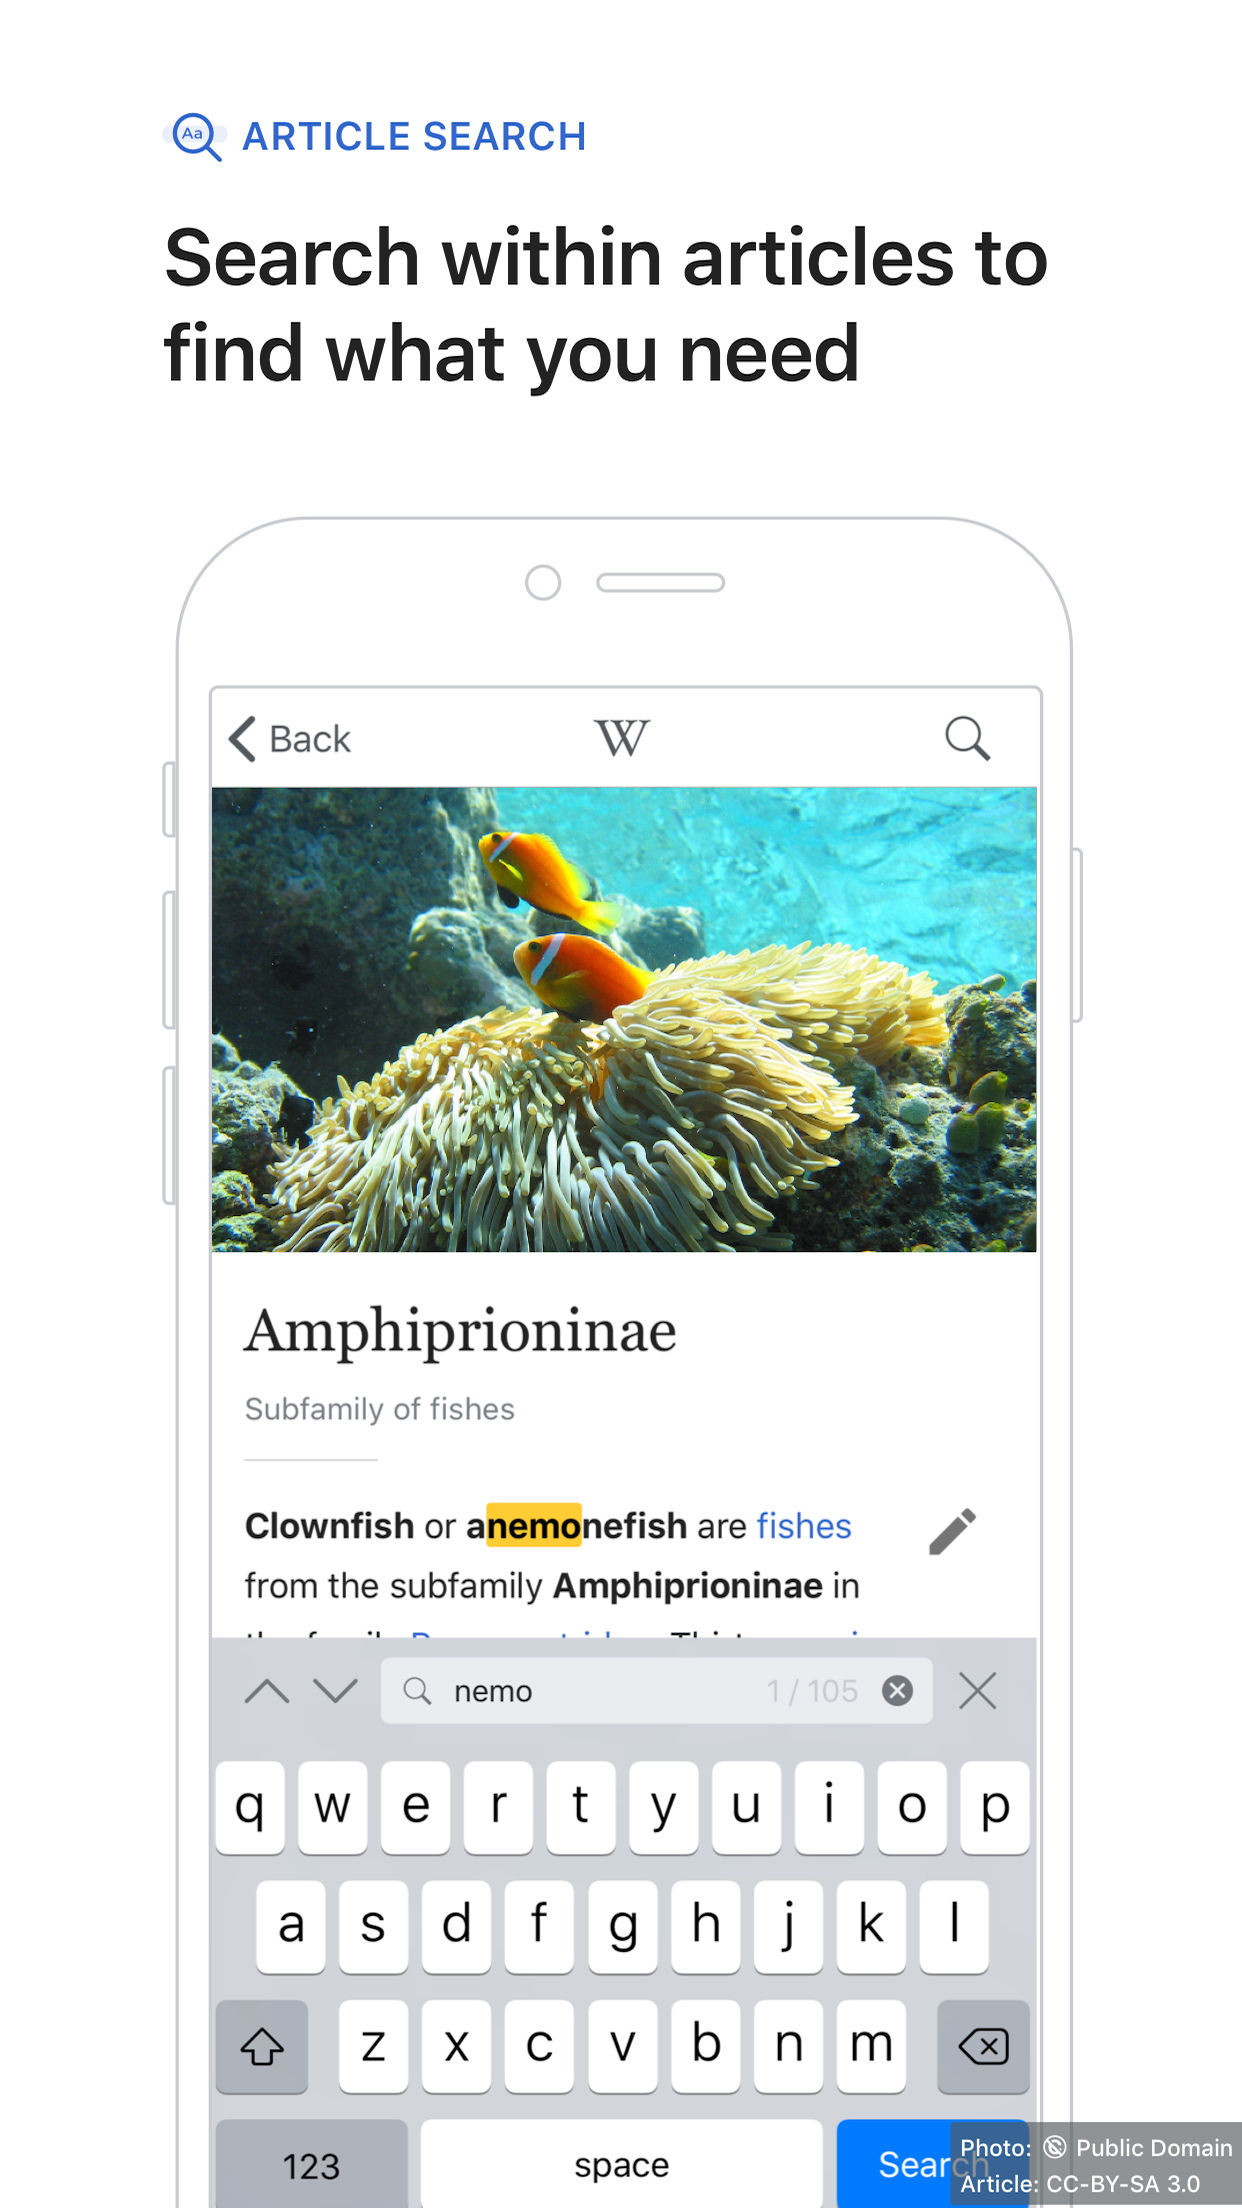 Aa ARTICLE SEARCH
Search within articles to
find what you need
Back W
Amphiprioninae
Subfamily of fishes
Clownfish or anemonefish are fishes
from the subfamily Amphiprioninae in
nemo 1 / 105
q w e r t y u i o p
a s d f g h j k l
z x c v b n m
123 space Search
Photo: Public Domain
Article: CC-BY-SA 3.0